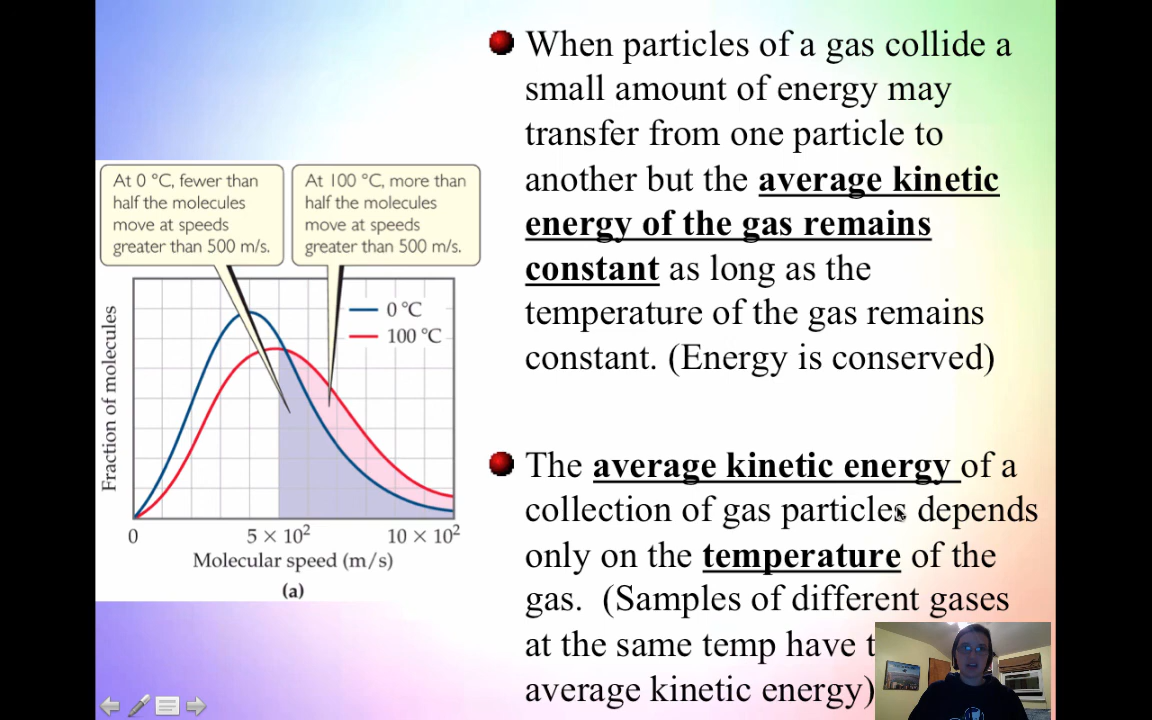 When particles of a gas collide a
small amount of energy may
transfer from one particle to
another but the average kinetic
energy of the gas remains
constant as long as the
temperature of the gas remains
constant. (Energy is conserved)
The average kinetic energy of a
collection of gas particles depends
only on the temperature of the
gas. (Samples of different gases
at the same temp have
average kinetic energy)
At 0 °C, fewer than
half the molecules
move at speeds
greater than 500 m/s.
At 100 °C, more than
half the molecules
move at speeds
greater than 500 m/s.
0 °C
100 °C
Fraction of molecules
0
5 × 10²
10 × 10²
Molecular speed (m/s)
(a)